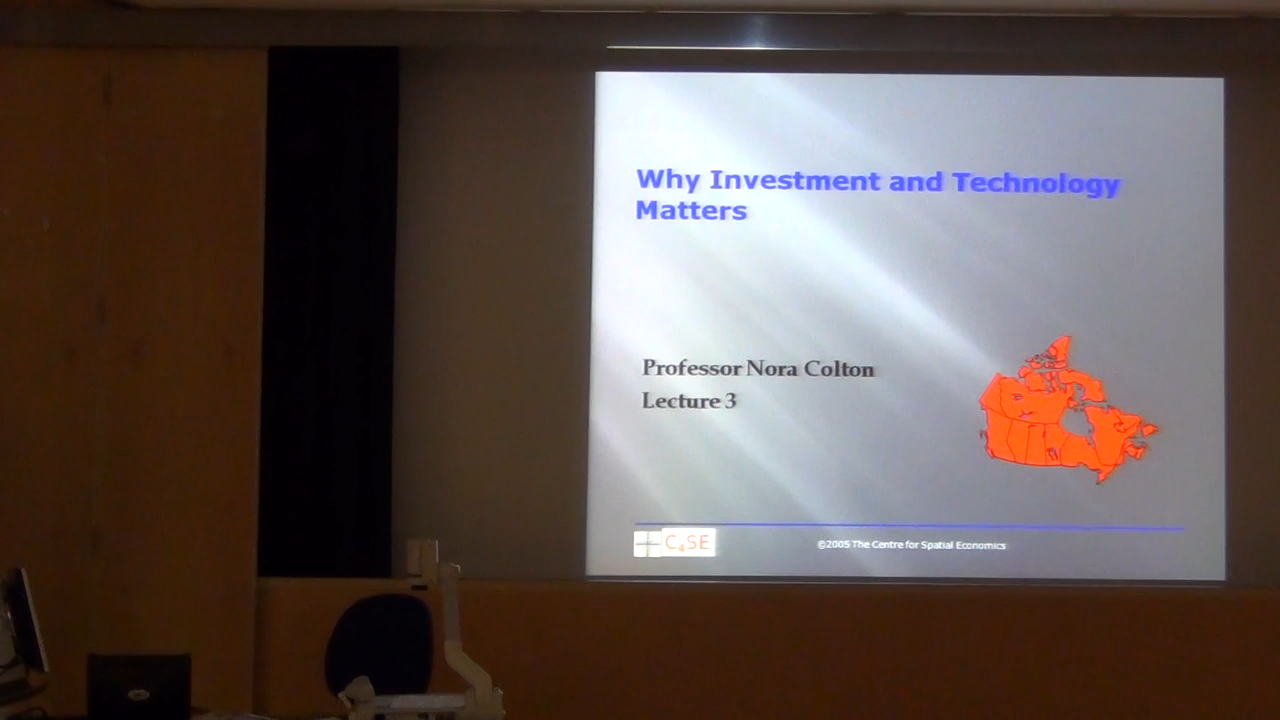 Why Investment and Technology
Matters
Professor Nora Colton
Lecture 3
C4SE
©2005 The Centre for Spatial Economics